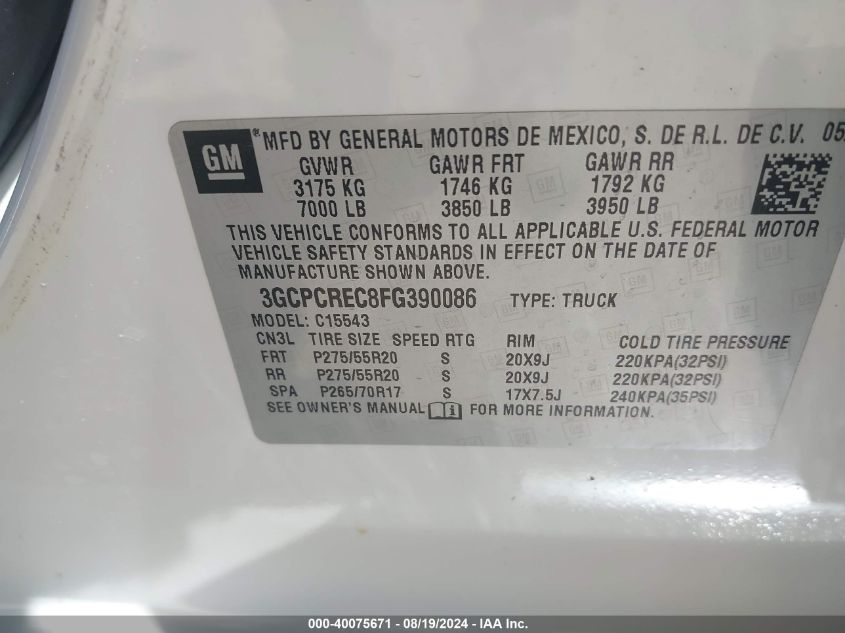 GM ® MFD BY GENERAL MOTORS DE MEXICO, S. DE R.L. DE C.V. 05
GVWR GAWR FRT GAWR RR
3175 KG 1746 KG 1792 KG
7000 LB 3850 LB 3950 LB
THIS VEHICLE CONFORMS TO ALL APPLICABLE U.S. FEDERAL MOTOR
VEHICLE SAFETY STANDARDS IN EFFECT ON THE DATE OF
MANUFACTURE SHOWN ABOVE.
3GCPCREC8FG390086 TYPE: TRUCK
MODEL: C15543
CN3L TIRE SIZE SPEED RTG RIM COLD TIRE PRESSURE
FRT P275/55R20 S 20X9J 220KPA(32PSI)
RR P275/55R20 S 20X9J 220KPA(32PSI)
SPA P265/70R17 S 17X7.5J 240KPA(35PSI)
SEE OWNER'S MANUAL i FOR MORE INFORMATION.
000-40075671 - 08/19/2024 - IAA Inc.